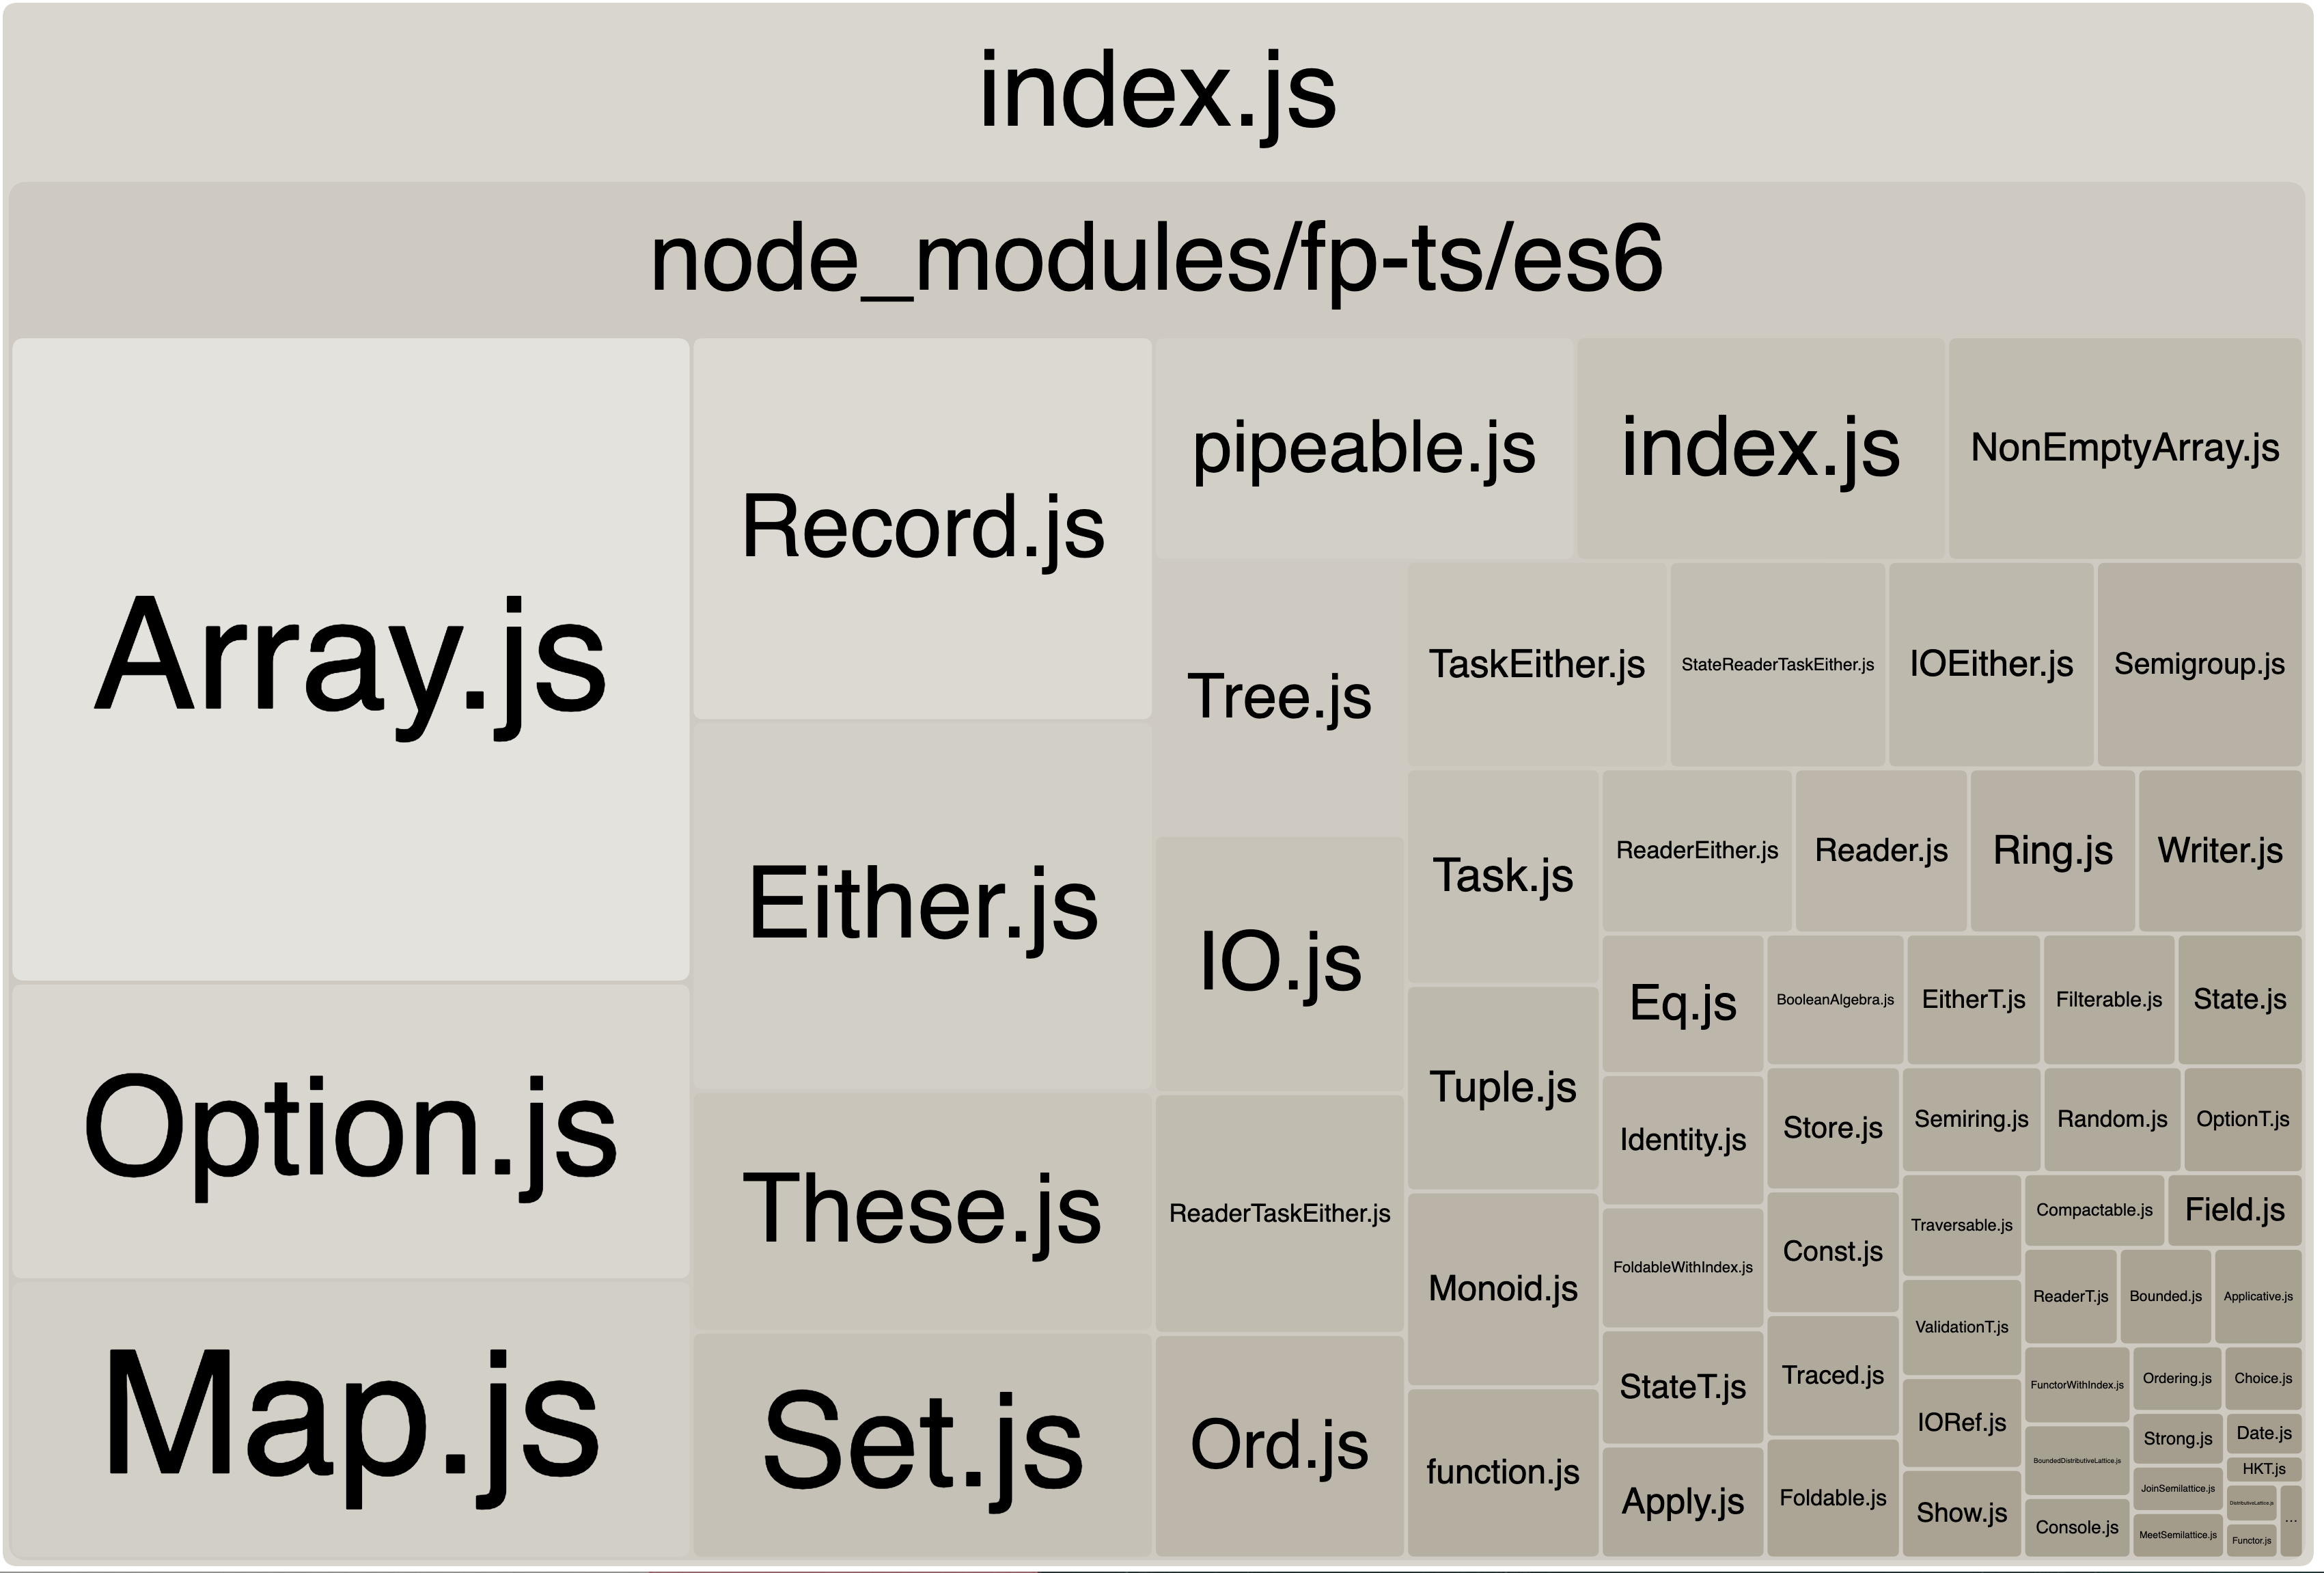 index.js
node_modules/fp-ts/es6
Array.js
Option.js
Map.js
Record.js
Either.js
These.js
Set.js
pipeable.js
index.js
NonEmptyArray.js
Tree.js
IO.js
ReaderTaskEither.js
Ord.js
TaskEither.js
StateReaderTaskEither.js
IOEither.js
Semigroup.js
Task.js
Tuple.js
Monoid.js
function.js
ReaderEither.js
Reader.js
Ring.js
Writer.js
Eq.js
Identity.js
FoldableWithIndex.js
StateT.js
Apply.js
BooleanAlgebra.js
EitherT.js
Filterable.js
State.js
Store.js
Const.js
Traced.js
Foldable.js
Semiring.js
Random.js
OptionT.js
Traversable.js
ValidationT.js
IORef.js
Show.js
Compactable.js
Field.js
ReaderT.js
Bounded.js
Applicative.js
FunctorWithIndex.js
BoundedDistributiveLattice.js
Console.js
Ordering.js
Choice.js
Strong.js
JoinSemilattice.js
MeetSemilattice.js
Date.js
HKT.js
DistributiveLattice.js
Functor.js
...